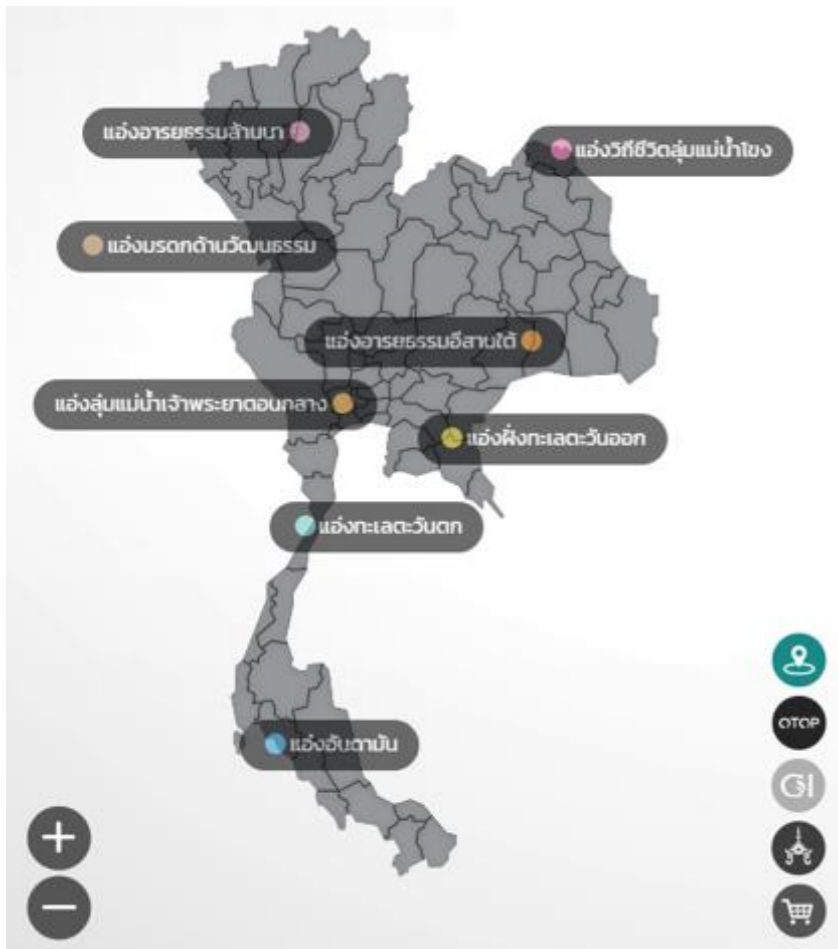 แอ่งอารยธรรมล้านนา
แอ่งวิถีชีวิตลุ่มแม่น้ำโขง
แอ่งมรดกด้านวัฒนธรรม
แอ่งอารยธรรมอีสานใต้
แอ่งลุ่มแม่น้ำเจ้าพระยาตอนกลาง
แอ่งฝั่งทะเลตะวันออก
แอ่งทะเลตะวันตก
แอ่งอันดามัน
OTOP
GI